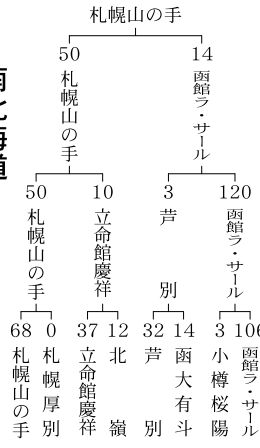 札幌山の手
50 14
札幌山の手 函館ラ・サール
50 10 3 120
札幌山の手 立命館慶祥 芦別 函館ラ・サール
68 0 37 12 32 14 3 106
札幌山の手 札幌厚別 立命館慶祥 北嶺 芦別 函大有斗 小樽桜陽 函館ラ・サール
南北海道